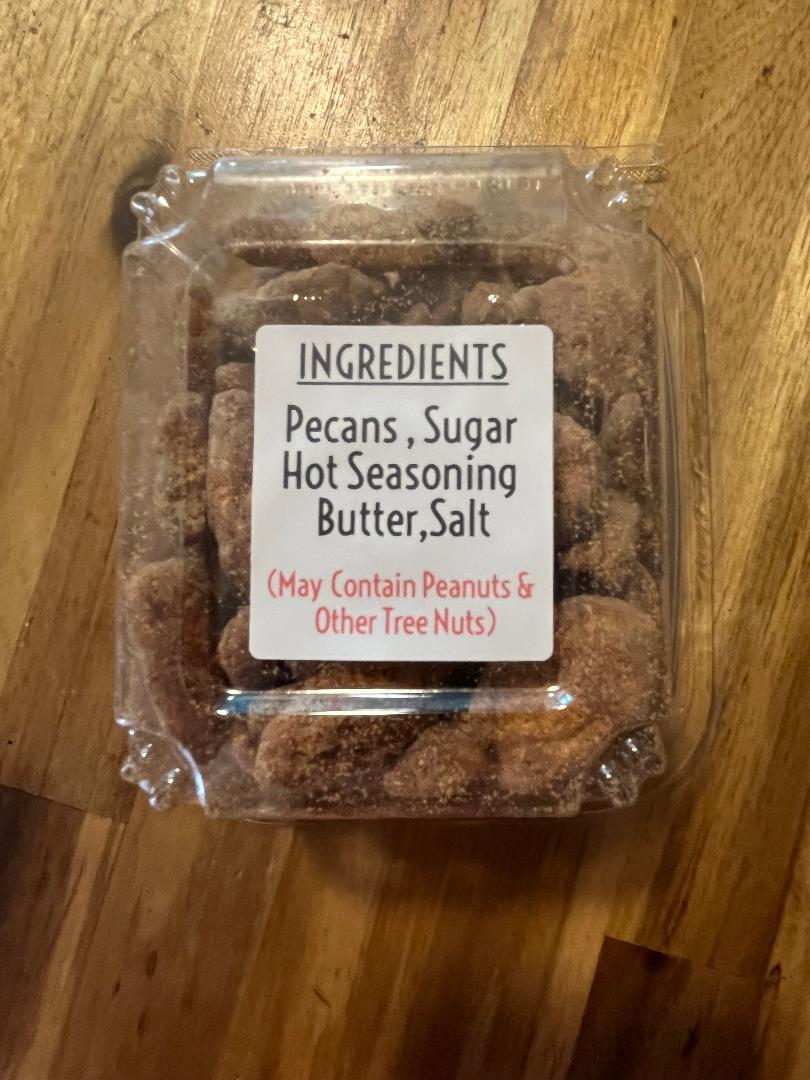 INGREDIENTS
Pecans , Sugar
Hot Seasoning
Butter,Salt
(May Contain Peanuts &
Other Tree Nuts)